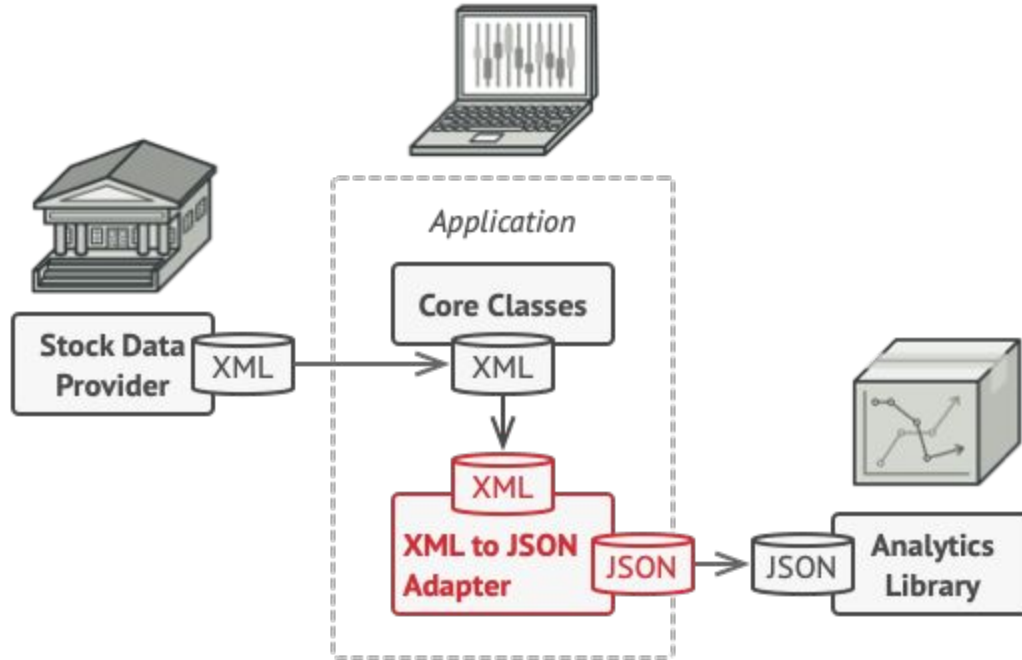 Application
Core Classes
XML
Stock Data
Provider
XML
XML
XML to JSON
Adapter
JSON
JSON
Analytics
Library